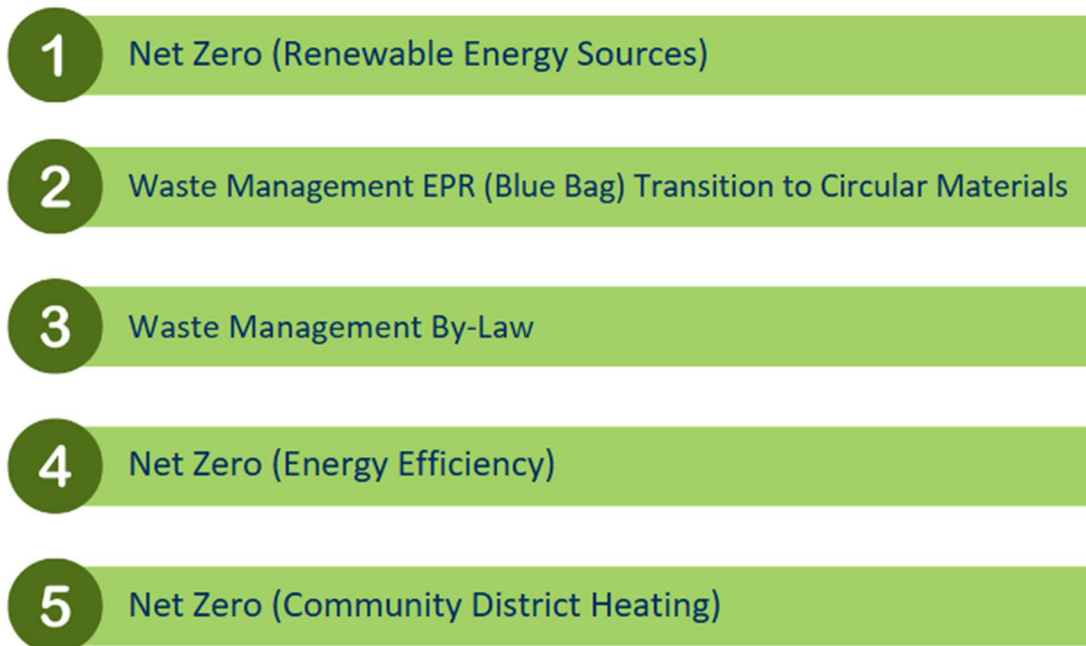 1 Net Zero (Renewable Energy Sources)
2 Waste Management EPR (Blue Bag) Transition to Circular Materials
3 Waste Management By-Law
4 Net Zero (Energy Efficiency)
5 Net Zero (Community District Heating)